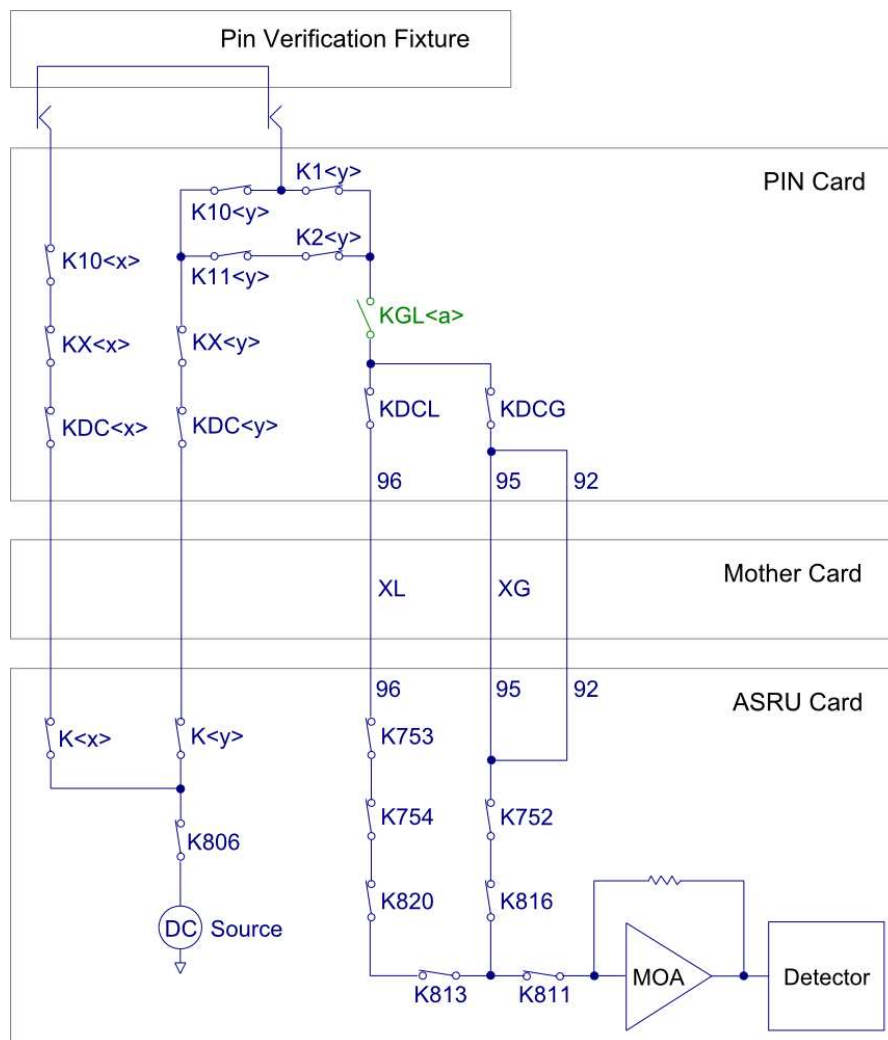 Pin Verification Fixture
K1<y>
PIN Card
K10<y>
K2<y>
K10<x>
K11<y>
KGL<a>
KX<x>
KX<y>
KDCL
KDCG
KDC<x>
KDC<y>
96
95
92
Mother Card
XL
XG
96
95
92
ASRU Card
K<x>
K<y>
K753
K754
K752
K806
K820
K816
DC
Source
MOA
Detector
K813
K811